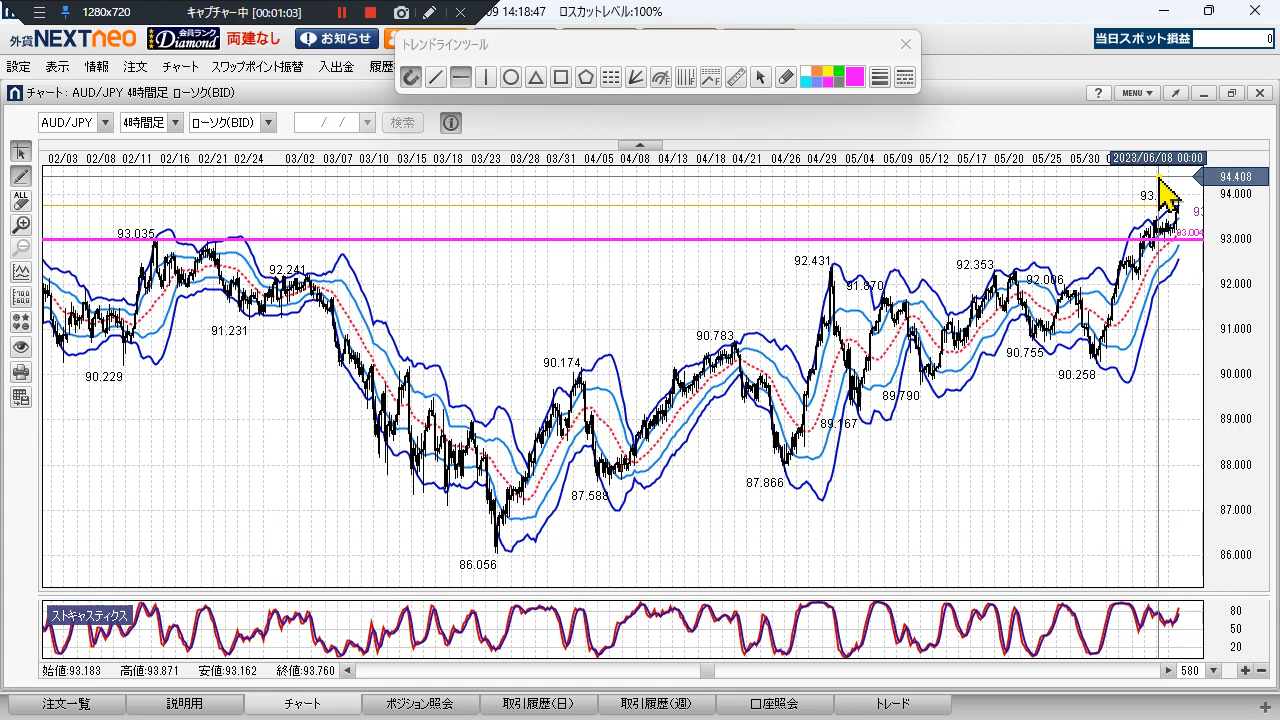 1280x720 キャプチャー中 [00:01:03] 09 14:18:47 ロスカットレベル:100%
外貨NEXTneo 会員ランク Diamond 両建なし お知らせ 当日スポット損益 0
設定 表示 情報 注文 チャート スワップポイント振替 入出金 履歴
トレンドラインツール
チャート : AUD/JPY 4時間足 ローソク(BID) ? MENU
AUD/JPY 4時間足 ローソク(BID) / / 検索
02/03 02/08 02/11 02/16 02/21 02/24 03/02 03/07 03/10 03/15 03/18 03/23 03/28 03/31 04/05 04/08 04/13 04/18 04/21 04/26 04/29 05/04 05/09 05/12 05/17 05/20 05/25 05/30 2023/06/08 00:00
94.408
94.000
93.000
92.000
91.000
90.000
89.000
88.000
87.000
86.000
ALL
93.035
92.241
91.231
90.229
86.056
90.174
87.588
90.783
87.866
92.431
91.870
89.167
89.790
92.353
92.006
90.755
90.258
93.004
ストキャスティクス
80
50
20
始値:93.183 高値:93.871 安値:93.162 終値:93.760 580
注文一覧 説明用 チャート ポジション照会 取引履歴(日) 取引履歴(週) 口座照会 トレード